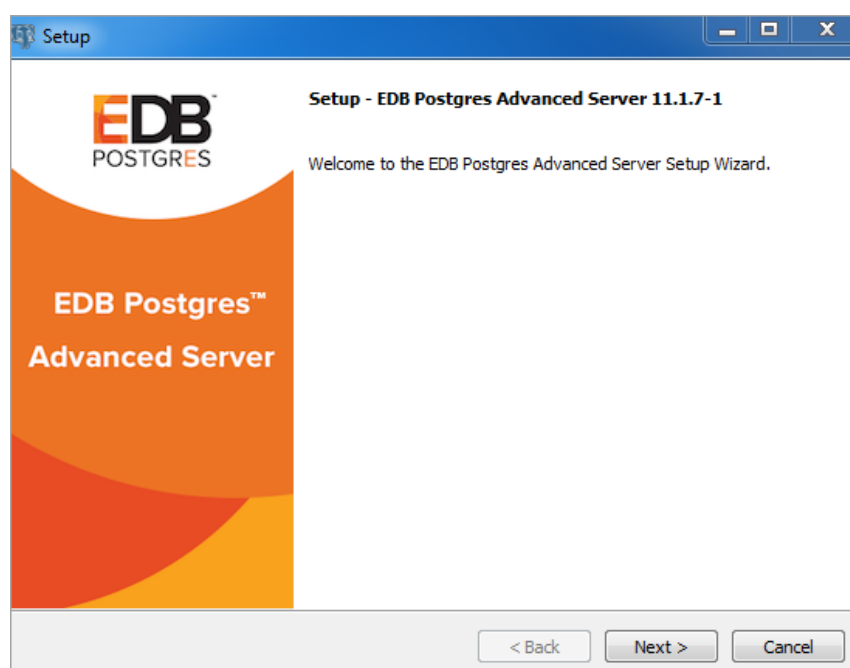 Setup
EDB™
POSTGRES
Setup - EDB Postgres Advanced Server 11.1.7-1
Welcome to the EDB Postgres Advanced Server Setup Wizard.
EDB Postgres™
Advanced Server
< Back
Next >
Cancel